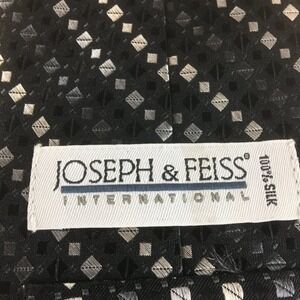 JOSEPH & FEISS®
INTERNATIONAL
100% SILK